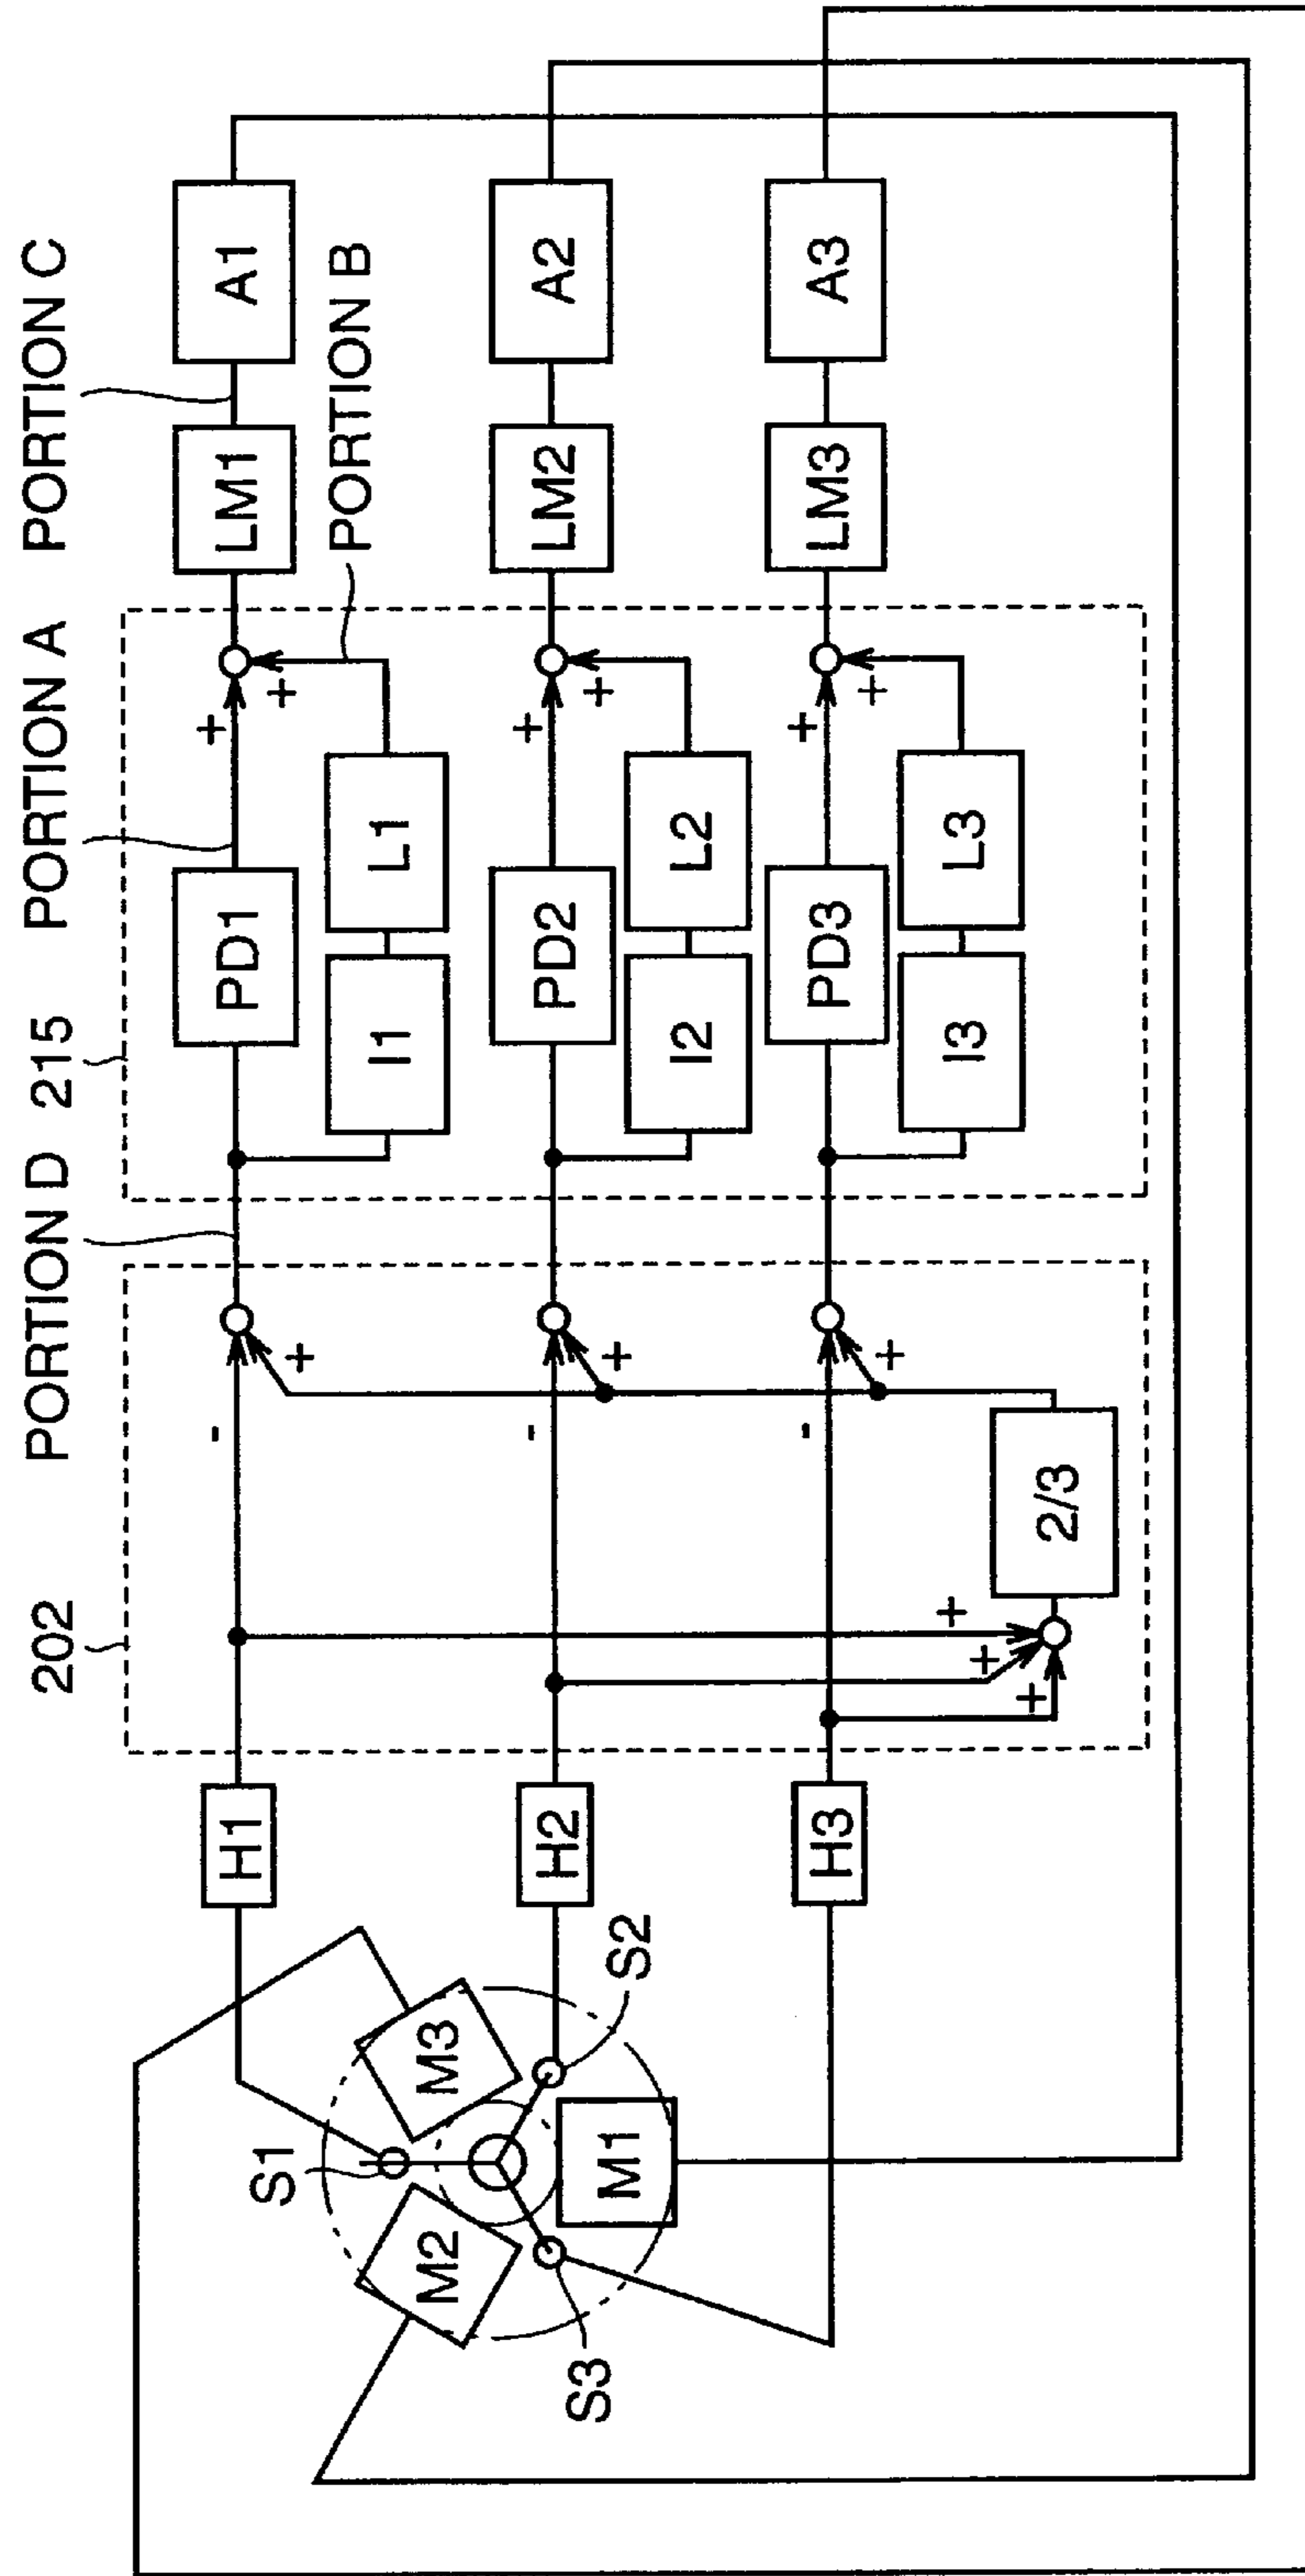 202
PORTION D
215
PORTION A
PORTION C
S1
M2
M3
M1
S2
S3
H1
H2
H3
-
+
-
+
-
+
+
+
+
2/3
PD1
I1
L1
+
+
PORTION B
LM1
A1
PD2
I2
L2
+
+
LM2
A2
PD3
I3
L3
+
+
LM3
A3